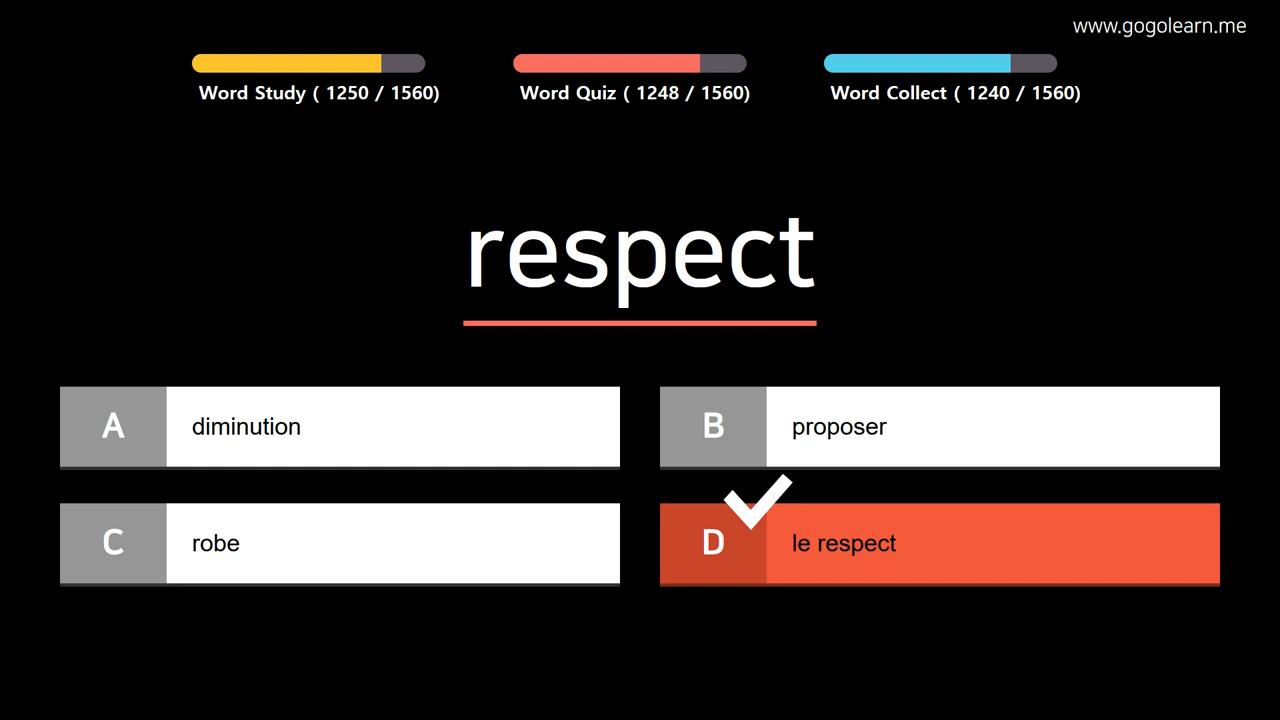 www.gogolearn.me
Word Study ( 1250 / 1560)
Word Quiz ( 1248 / 1560)
Word Collect ( 1240 / 1560)
respect
A diminution
B proposer
C robe
D le respect